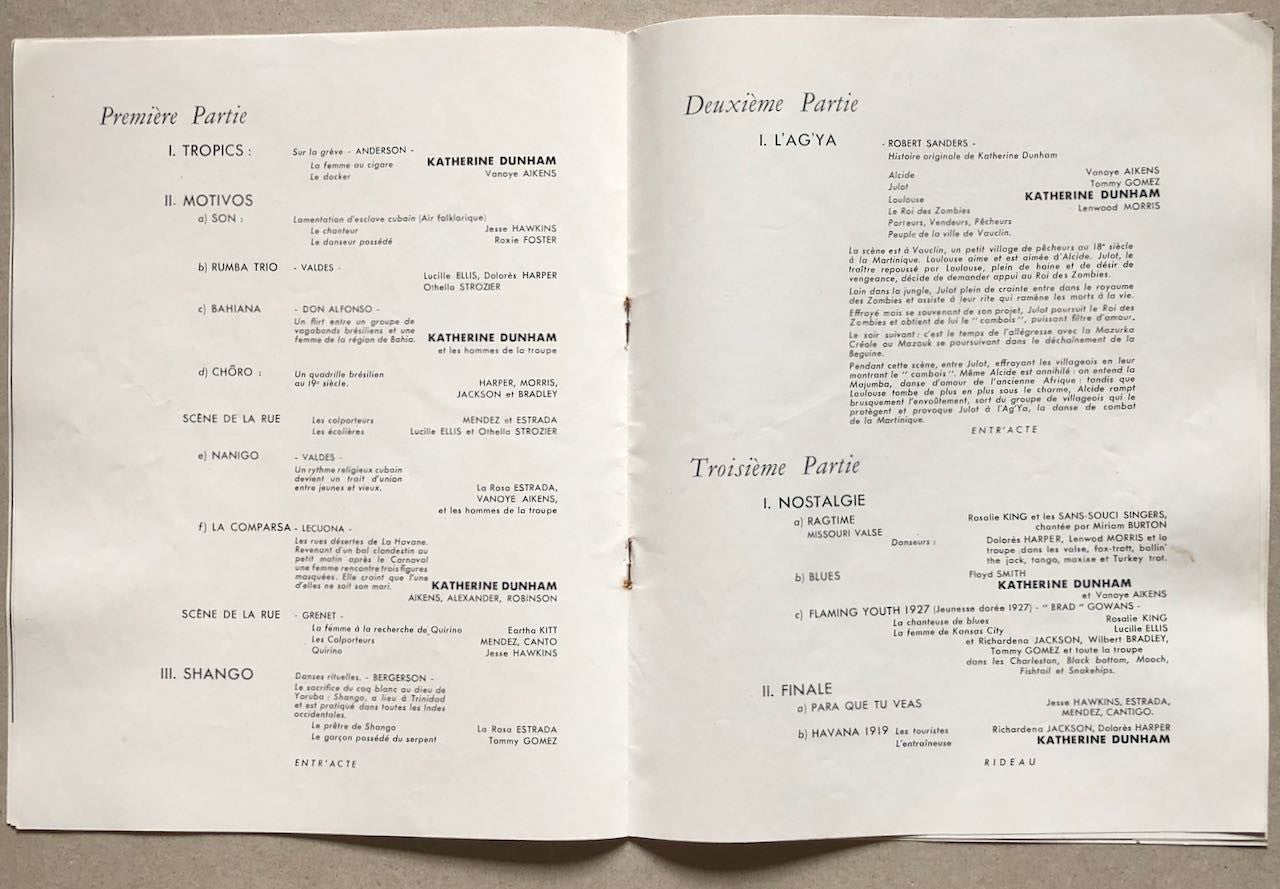 Première Partie
I. TROPICS : Sur la grève - ANDERSON -
La femme au cigare KATHERINE DUNHAM
Le docker Vanoye AIKENS
II. MOTIVOS
a) SON : Lamentation d'esclave cubain (Air folklorique)
Le chanteur Jesse HAWKINS
Le danseur possédé Roxie FOSTER
b) RUMBA TRIO - VALDES - Lucille ELLIS, Dolorès HARPER
Othella STROZIER
c) BAHIANA - DON ALFONSO -
Un flirt entre un groupe de
vagabonds brésiliens et une
femme de la région de Bahia. KATHERINE DUNHAM
et les hommes de la troupe
d) CHÔRO : Un quadrille brésilien
au 19e siècle. HARPER, MORRIS,
JACKSON et BRADLEY
SCÈNE DE LA RUE Les colporteurs MENDEZ et ESTRADA
Les écolières Lucille ELLIS et Othella STROZIER
e) NANIGO - VALDES -
Un rythme religieux cubain
devient un trait d'union
entre jeunes et vieux. La Rosa ESTRADA,
VANOYE AIKENS,
et les hommes de la troupe
f) LA COMPARSA - LECUONA -
Les rues désertes de La Havane.
Revenant d'un bal clandestin au
petit matin après le Carnaval
une femme rencontre trois figures
masquées. Elle craint que l'une
d'elles ne soit son mari. KATHERINE DUNHAM
AIKENS, ALEXANDER, ROBINSON
SCÈNE DE LA RUE - GRENET -
La femme à la recherche de Quirino Eartha KITT
Les Colporteurs MENDEZ, CANTO
Quirino Jesse HAWKINS
III. SHANGO Danses rituelles. - BERGERSON -
Le sacrifice du coq blanc au dieu de
Yoruba : Shango, a lieu à Trinidad
et est pratiqué dans toutes les Indes
occidentales.
Le prêtre de Shango La Rosa ESTRADA
Le garçon possédé du serpent Tommy GOMEZ
ENTR'ACTE
Deuxième Partie
I. L'AG'YA - ROBERT SANDERS -
Histoire originale de Katherine Dunham
Alcide Vanoye AIKENS
Julot Tommy GOMEZ
Loulouse KATHERINE DUNHAM
Le Roi des Zombies Lenwood MORRIS
Porteurs, Vendeurs, Pêcheurs
Peuple de la ville de Vauclin.
La scène est à Vauclin, un petit village de pêcheurs au 18e siècle
à la Martinique. Loulouse aime et est aimée d'Alcide. Julot, le
traître repoussé par Loulouse, plein de haine et de désir de
vengeance, décide de demander appui au Roi des Zombies.
Loin dans la jungle, Julot plein de crainte entre dans le royaume
des Zombies et assiste à leur rite qui ramène les morts à la vie.
Effrayé mais se souvenant de son projet, Julot poursuit le Roi des
Zombies et obtient de lui le " cambois ", puissant filtre d'amour.
Le soir suivant : c'est le temps de l'allégresse avec la Mazurka
Créole ou Mazouk se poursuivant dans le déchaînement de la
Beguine.
Pendant cette scène, entre Julot, effrayant les villageois en leur
montrant le " cambois ". Même Alcide est annihilé : on entend la
Majumba, danse d'amour de l'ancienne Afrique : tandis que
Loulouse tombe de plus en plus sous le charme, Alcide rompt
brusquement l'envoûtement, sort du groupe de villageois qui le
protègent et provoque Julot à l'Ag'Ya, la danse de combat
de la Martinique.
ENTR'ACTE
Troisième Partie
I. NOSTALGIE
a) RAGTIME Rosalie KING et les SANS-SOUCI SINGERS,
MISSOURI VALSE chantée par Miriam BURTON
Danseurs : Dolorès HARPER, Lenwod MORRIS et la
troupe dans les valse, fox-trott, ballin'
the jack, tango, maxixe et Turkey trot.
b) BLUES Floyd SMITH
KATHERINE DUNHAM
et Vanoye AIKENS
c) FLAMING YOUTH 1927 (Jeunesse dorée 1927) - " BRAD " GOWANS -
La chanteuse de blues Rosalie KING
La femme de Kansas City Lucille ELLIS
et Richardena JACKSON, Wilbert BRADLEY,
Tommy GOMEZ et toute la troupe
dans les Charleston, Black bottom, Mooch,
Fishtail et Snakehips.
II. FINALE
a) PARA QUE TU VEAS Jesse HAWKINS, ESTRADA,
MENDEZ, CANTIGO.
b) HAVANA 1919 Les touristes Richardena JACKSON, Dolorès HARPER
L'entraineuse KATHERINE DUNHAM
RIDEAU